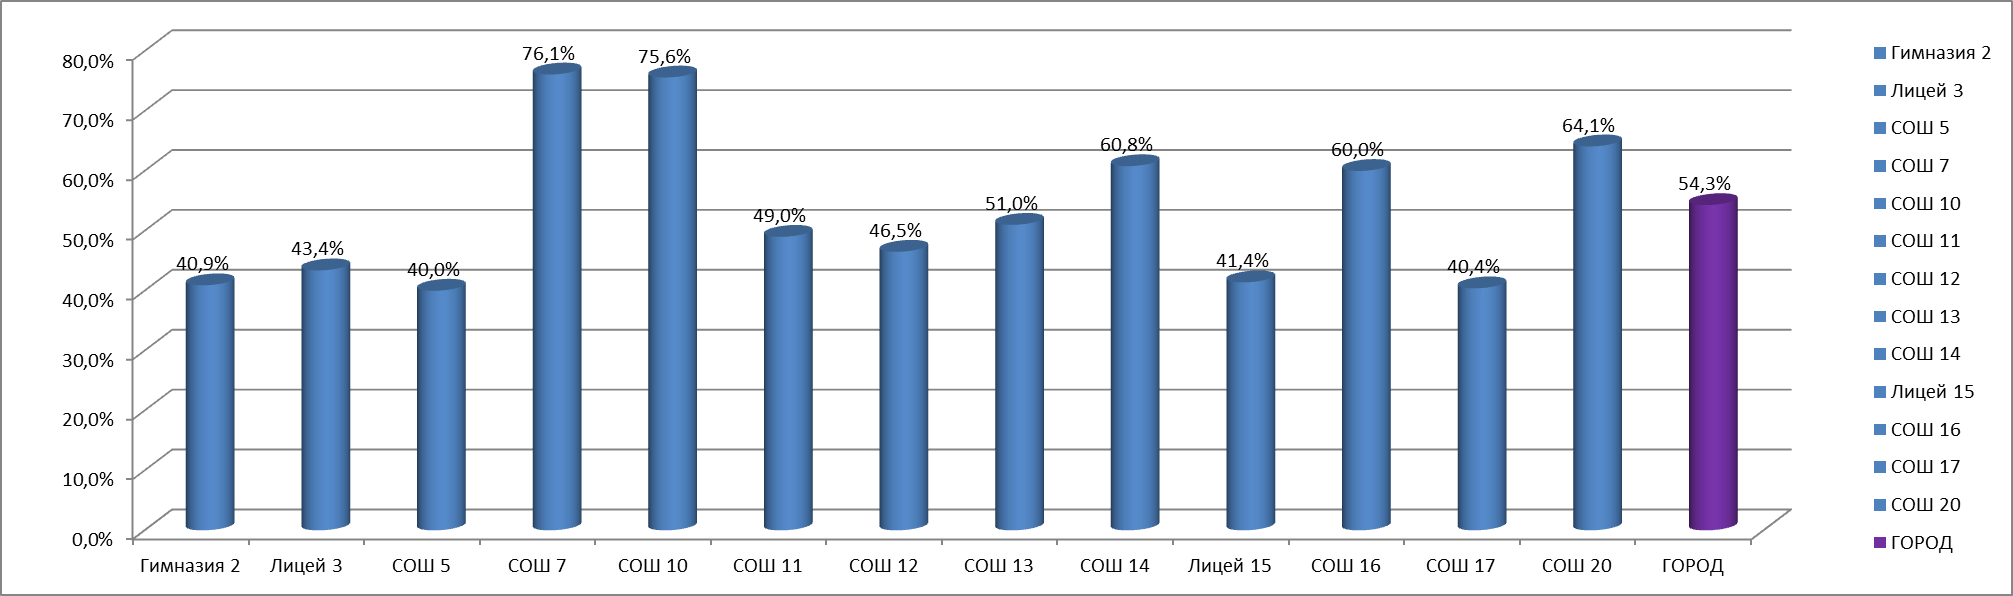 80,0%
70,0%
60,0%
50,0%
40,0%
30,0%
20,0%
10,0%
0,0%
40,9%
43,4%
40,0%
76,1%
75,6%
49,0%
46,5%
51,0%
60,8%
41,4%
60,0%
40,4%
64,1%
54,3%
Гимназия 2
Лицей 3
СОШ 5
СОШ 7
СОШ 10
СОШ 11
СОШ 12
СОШ 13
СОШ 14
Лицей 15
СОШ 16
СОШ 17
СОШ 20
ГОРОД
Гимназия 2
Лицей 3
СОШ 5
СОШ 7
СОШ 10
СОШ 11
СОШ 12
СОШ 13
СОШ 14
Лицей 15
СОШ 16
СОШ 17
СОШ 20
ГОРОД